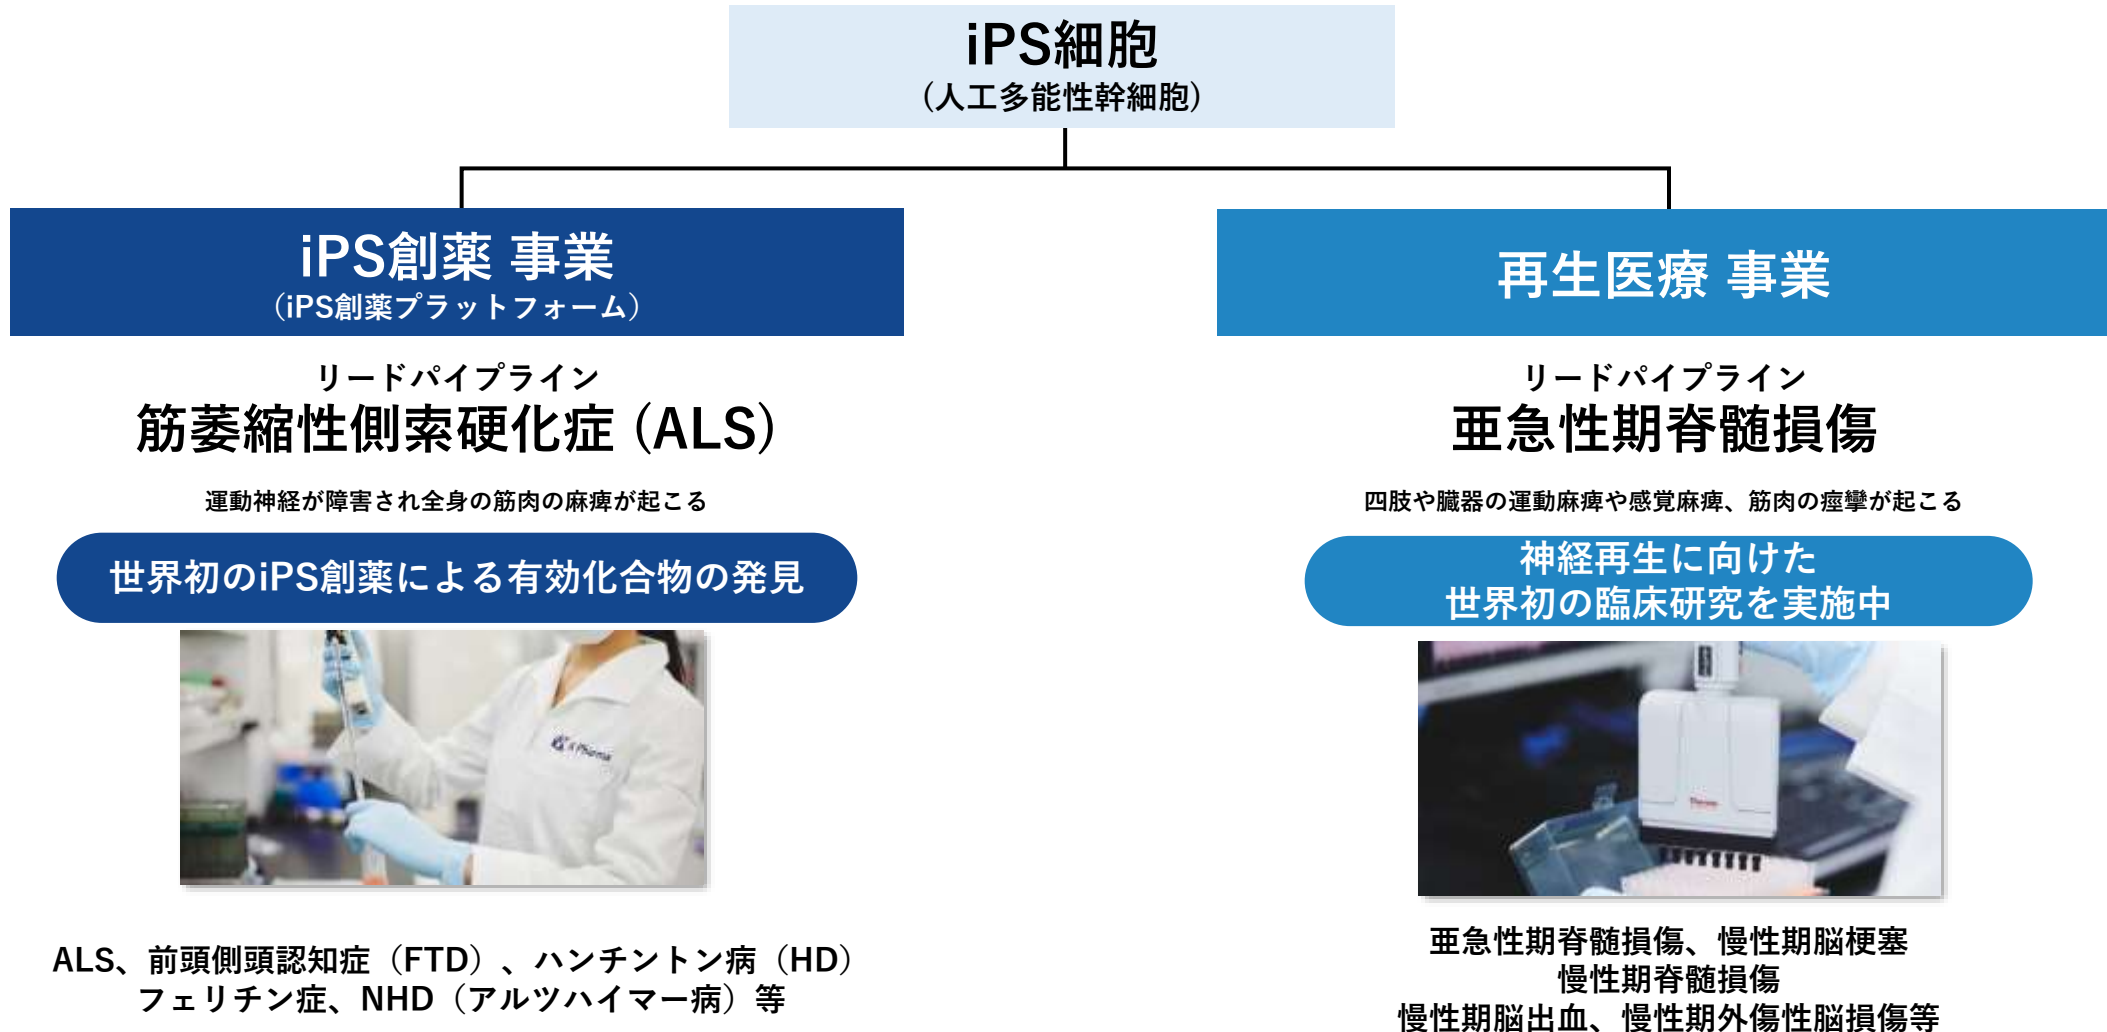 iPS細胞
（人工多能性幹細胞）
iPS創薬 事業
（iPS創薬プラットフォーム）
リードパイプライン
筋萎縮性側索硬化症（ALS）
運動神経が障害され全身の筋肉の麻痺が起こる
世界初のiPS創薬による有効化合物の発見
K Pharma
ALS、前頭側頭認知症（FTD）、ハンチントン病（HD）
フェリチン症、NHD（アルツハイマー病）等
再生医療 事業
リードパイプライン
亜急性期脊髄損傷
四肢や臓器の運動麻痺や感覚麻痺、筋肉の痙攣が起こる
神経再生に向けた
世界初の臨床研究を実施中
Thermo
亜急性期脊髄損傷、慢性期脳梗塞
慢性期脊髄損傷
慢性期脳出血、慢性期外傷性脳損傷等